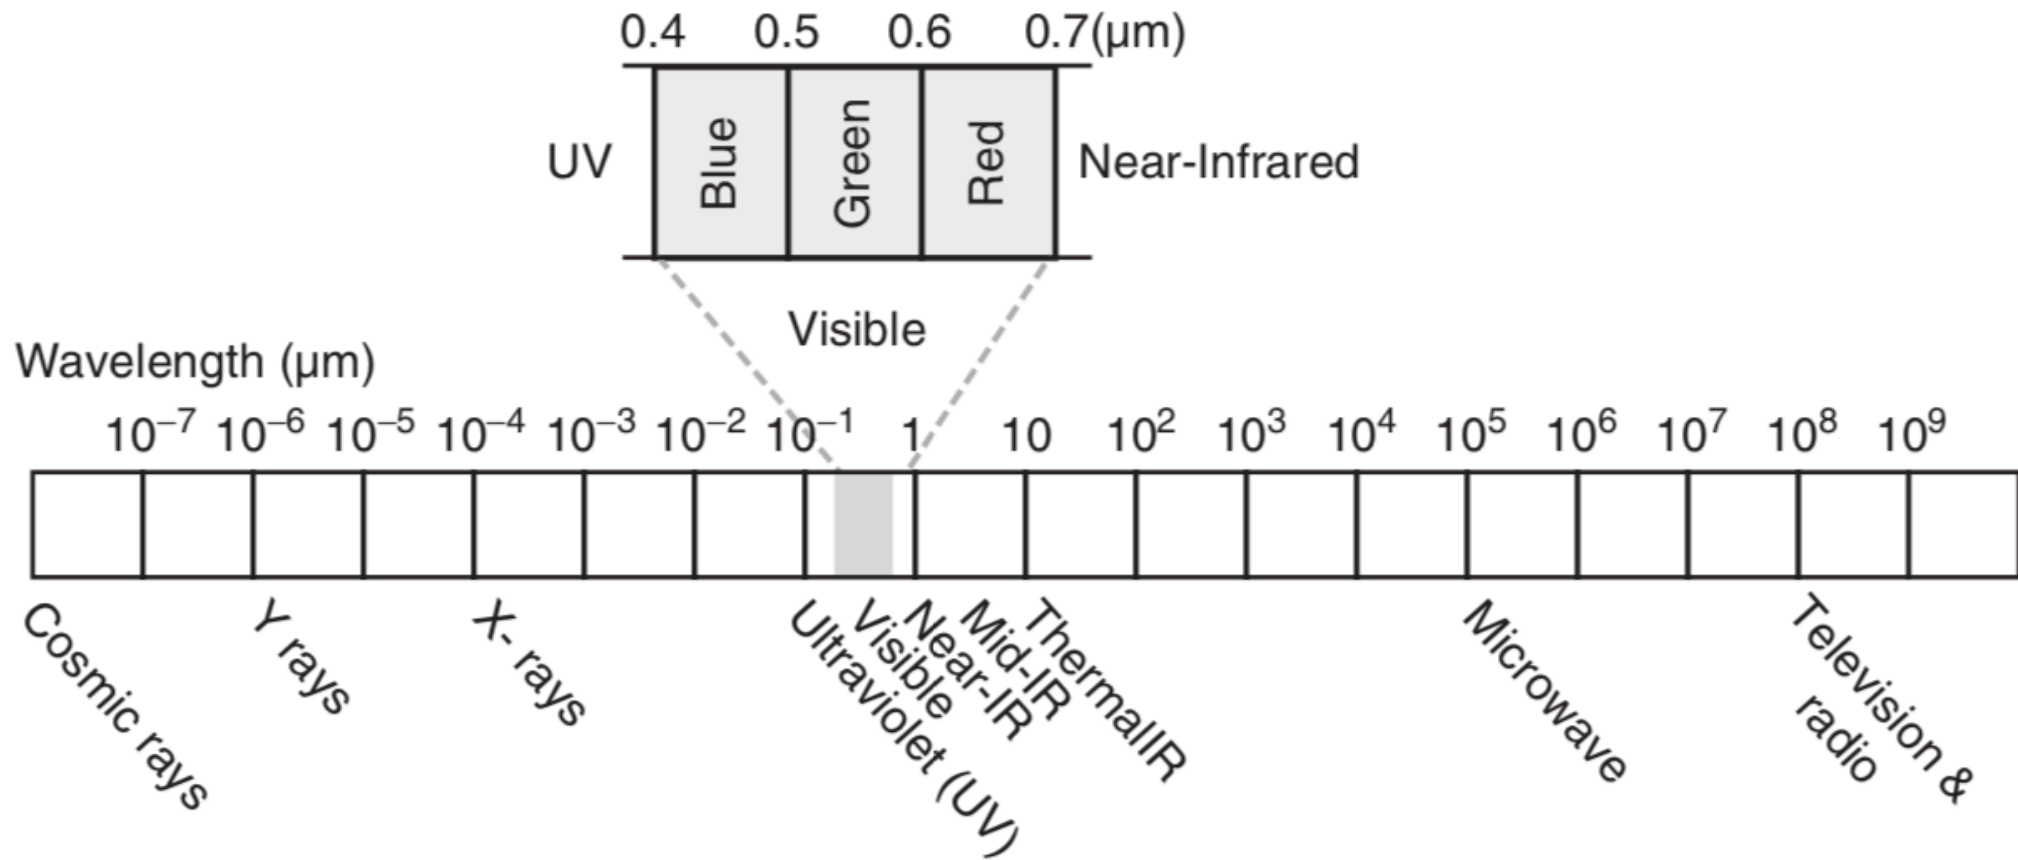 0.4 0.5 0.6 0.7(μm)
UV Blue Green Red Near-Infrared
Visible
Wavelength (μm)
10⁻⁷ 10⁻⁶ 10⁻⁵ 10⁻⁴ 10⁻³ 10⁻² 10⁻¹ 1 10 10² 10³ 10⁴ 10⁵ 10⁶ 10⁷ 10⁸ 10⁹
Cosmic rays
Y rays
X- rays
Ultraviolet (UV)
Visible
Near-IR
Mid-IR
ThermalIR
Microwave
Television &
radio